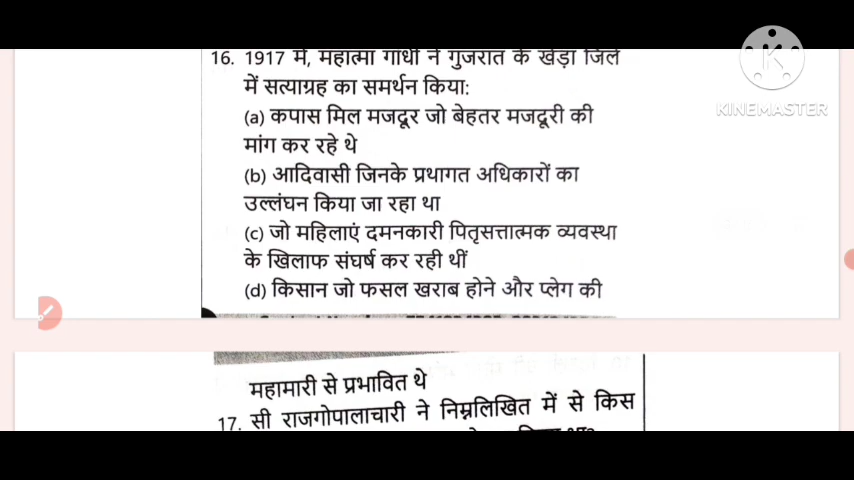 16. 1917 में, महात्मा गांधी ने गुजरात के खेड़ा जिले
में सत्याग्रह का समर्थन किया:
(a) कपास मिल मजदूर जो बेहतर मजदूरी की
मांग कर रहे थे
(b) आदिवासी जिनके प्रथागत अधिकारों का
उल्लंघन किया जा रहा था
(c) जो महिलाएं दमनकारी पितृसत्तात्मक व्यवस्था
के खिलाफ संघर्ष कर रही थीं
(d) किसान जो फसल खराब होने और प्लेग की
महामारी से प्रभावित थे
17. सी राजगोपालाचारी ने निम्नलिखित में से किस
K
KINEMASTER